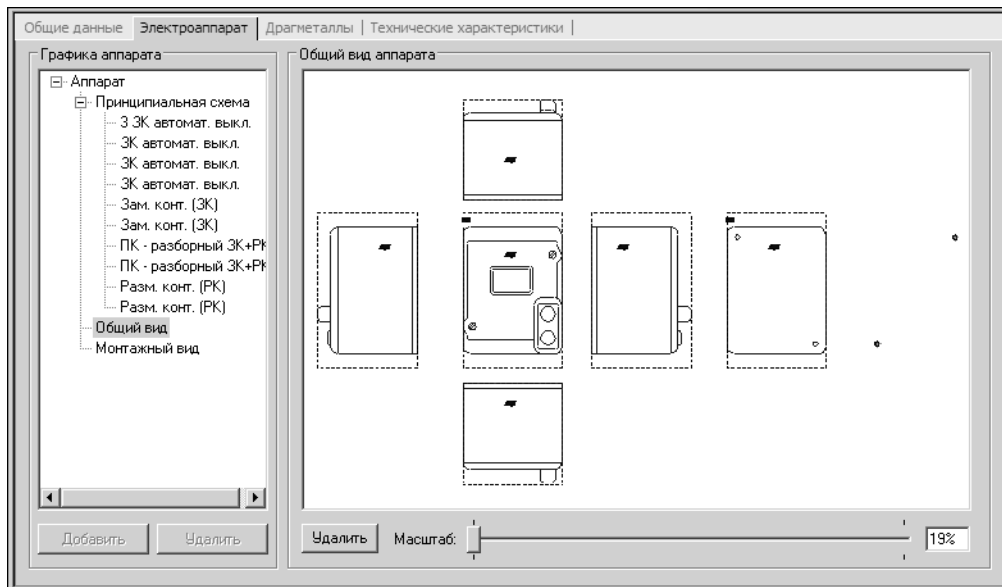 Общие данные Электроаппарат Драгметаллы Технические характеристики
Графика аппарата
Аппарат
Принципиальная схема
3 ЗК автомат. выкл.
ЗК автомат. выкл.
ЗК автомат. выкл.
ЗК автомат. выкл.
Зам. конт. (ЗК)
Зам. конт. (ЗК)
ПК - разборный ЗК+РК
ПК - разборный ЗК+РК
Разм. конт. (РК)
Разм. конт. (РК)
Общий вид
Монтажный вид
Добавить Удалить
Общий вид аппарата
Удалить Масштаб: 19%